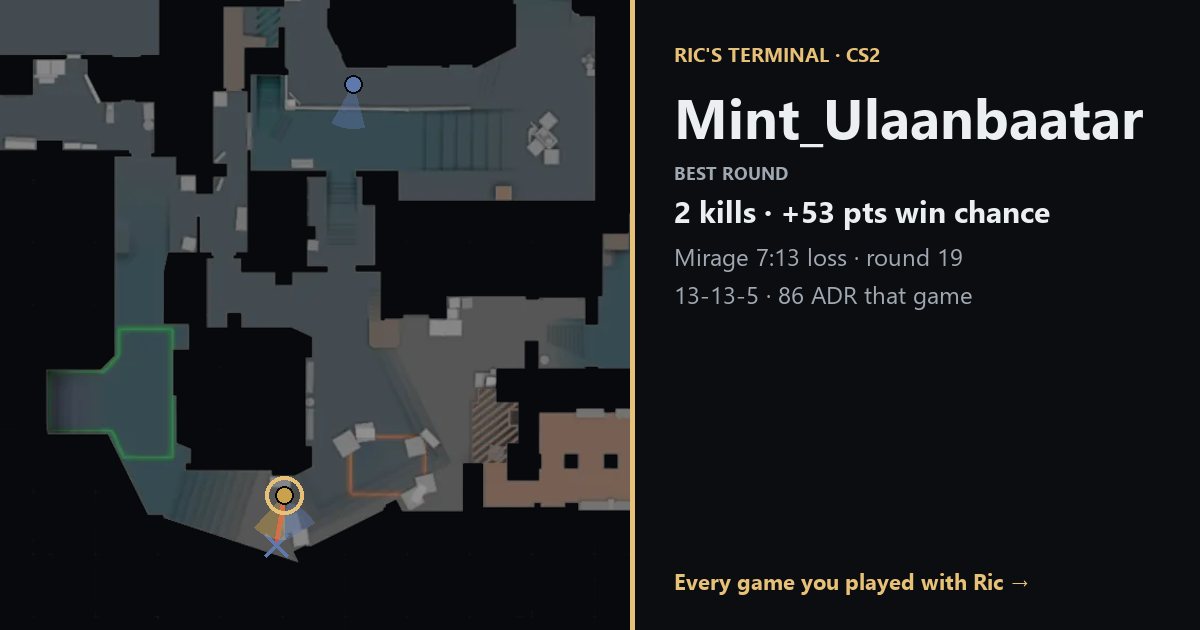 RIC'S TERMINAL · CS2
Mint_Ulaanbaatar
BEST ROUND
2 kills · +53 pts win chance
Mirage 7:13 loss · round 19
13-13-5 · 86 ADR that game
Every game you played with Ric →